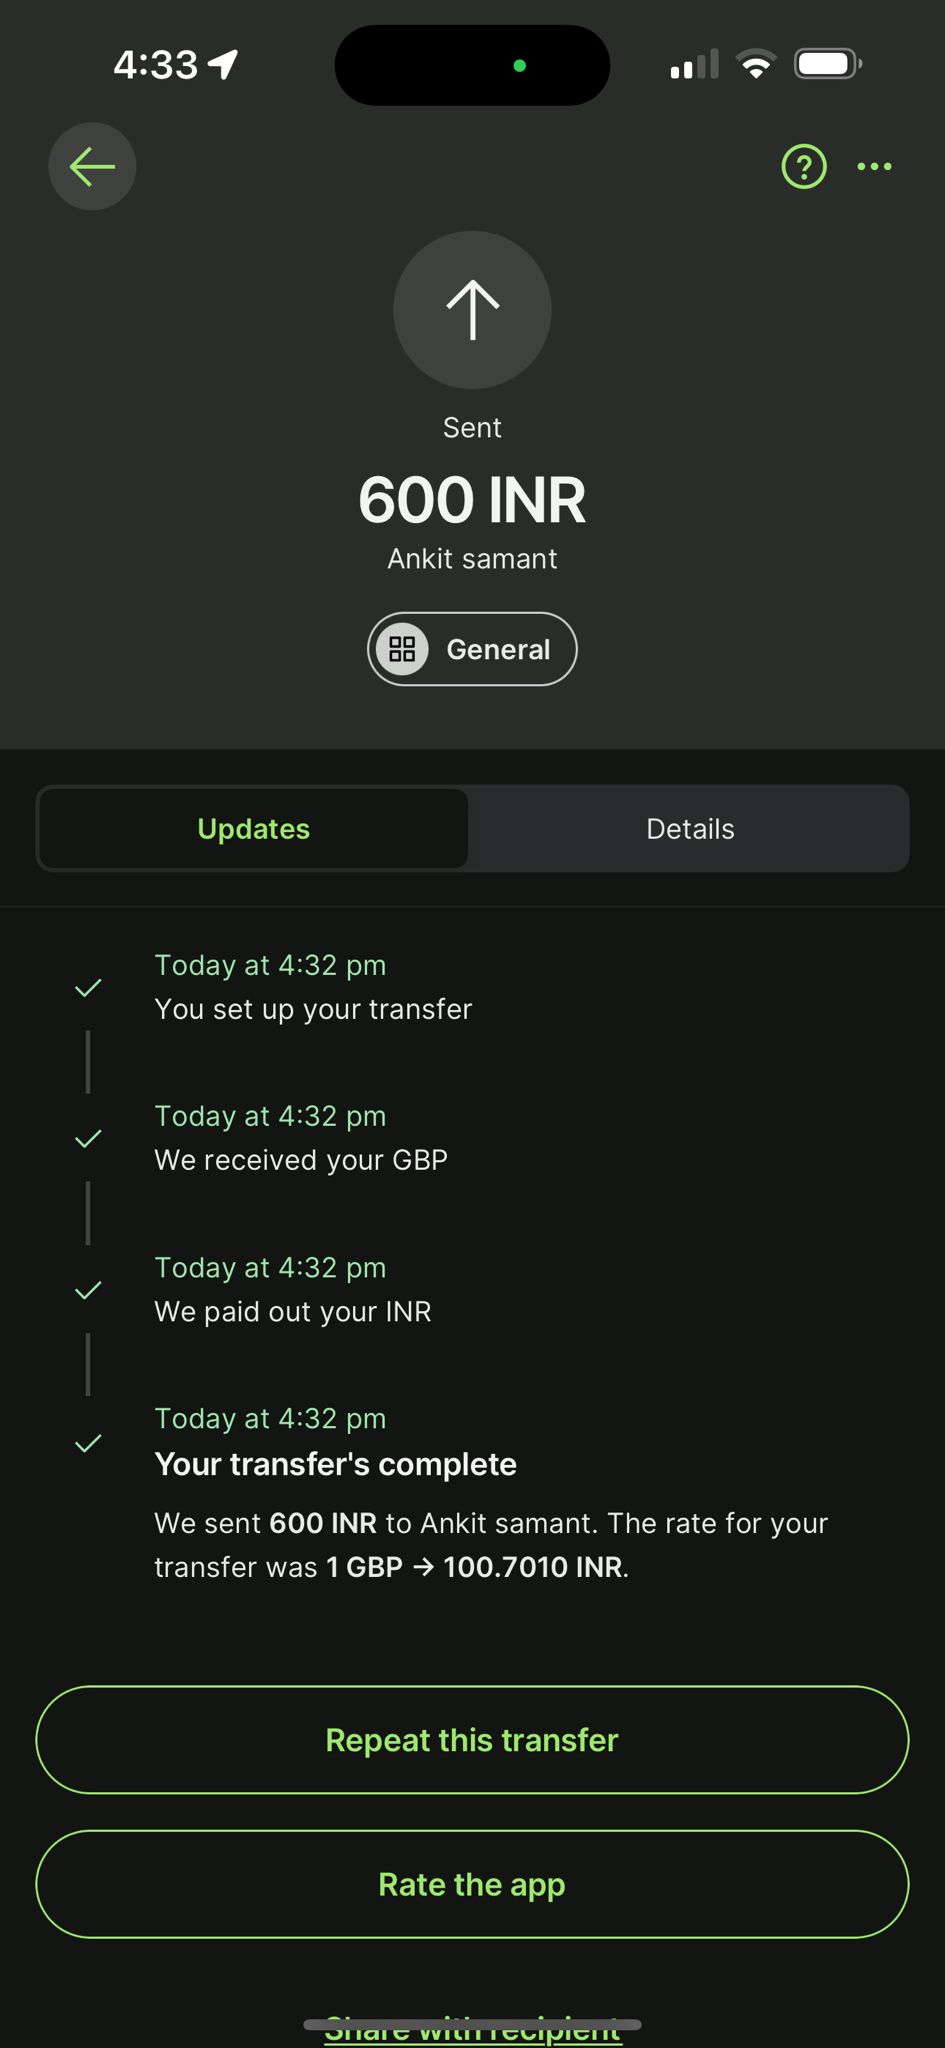 4:33
?
Sent
600 INR
Ankit samant
General
Updates
Details
Today at 4:32 pm
You set up your transfer
Today at 4:32 pm
We received your GBP
Today at 4:32 pm
We paid out your INR
Today at 4:32 pm
Your transfer's complete
We sent 600 INR to Ankit samant. The rate for your
transfer was 1 GBP → 100.7010 INR.
Repeat this transfer
Rate the app
Share with recipient